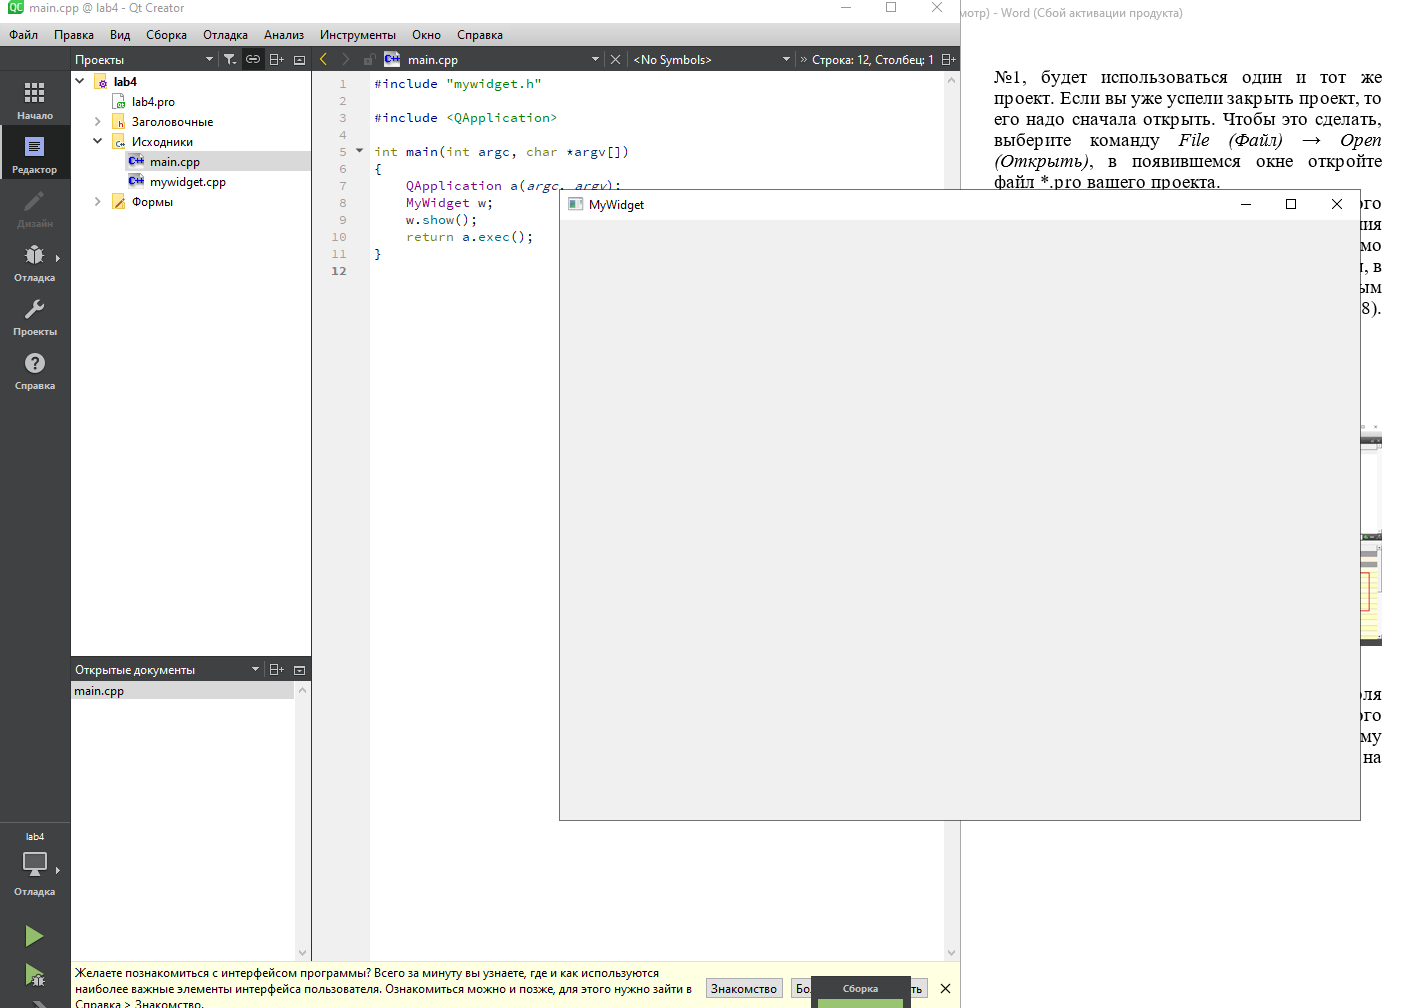 main.cpp @ lab4 - Qt Creator
Файл Правка Вид Сборка Отладка Анализ Инструменты Окно Справка
Проекты
main.cpp
<No Symbols>
» Строка: 12, Столбец: 1
Начало
Редактор
Дизайн
Отладка
Проекты
Справка
lab4
lab4.pro
Заголовочные
Исходники
main.cpp
mywidget.cpp
Формы
1 #include "mywidget.h"
2
3 #include <QApplication>
4
5 int main(int argc, char *argv[])
6 {
7 QApplication a(argc, argv);
8 MyWidget w;
9 w.show();
10 return a.exec();
11 }
12
MyWidget
мотр) - Word (Сбой активации продукта)
№1, будет использоваться один и тот же
проект. Если вы уже успели закрыть проект, то
его надо сначала открыть. Чтобы это сделать,
выберите команду File (Файл) → Open
(Открыть), в появившемся окне откройте
файл *.pro вашего проекта.
ого
ия
мо
, в
ым
8).
ля
ого
му
на
Открытые документы
main.cpp
lab4
Отладка
Желаете познакомиться с интерфейсом программы? Всего за минуту вы узнаете, где и как используются
наиболее важные элементы интерфейса пользователя. Ознакомиться можно и позже, для этого нужно зайти в
Справка > Знакомство.
Знакомство
Бо
ть
Сборка